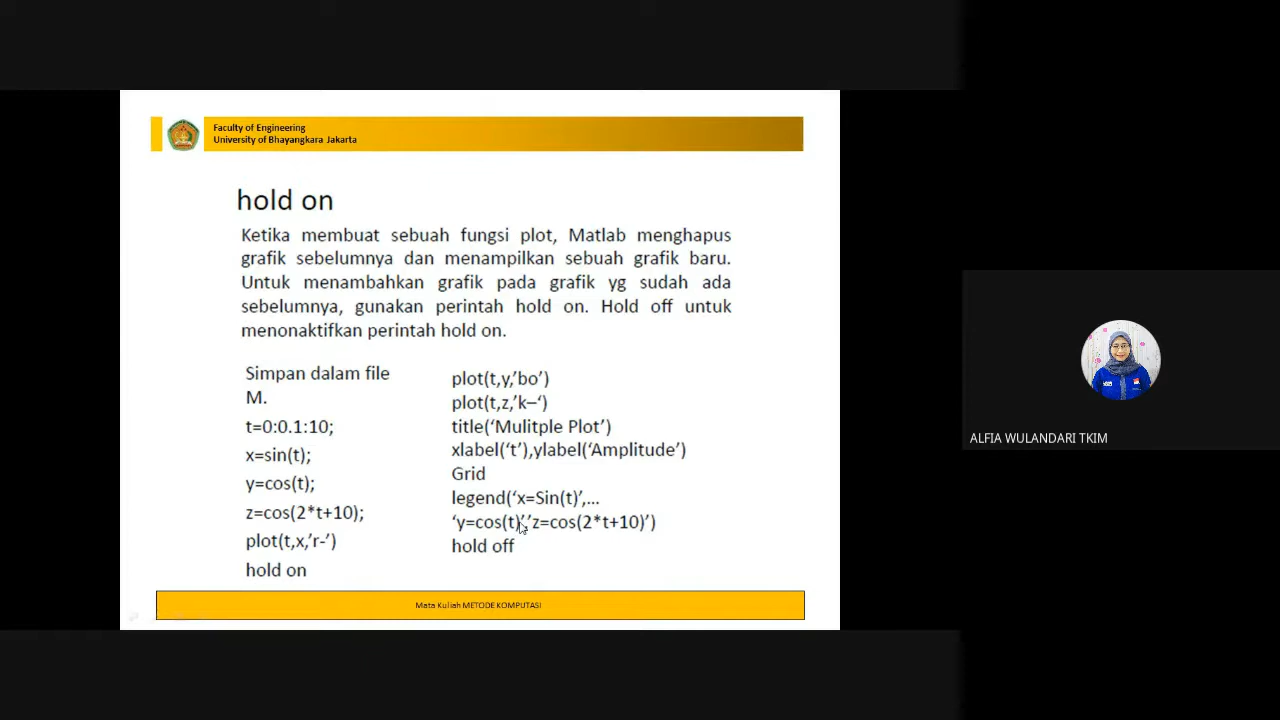 Faculty of Engineering
University of Bhayangkara Jakarta
hold on
Ketika membuat sebuah fungsi plot, Matlab menghapus
grafik sebelumnya dan menampilkan sebuah grafik baru.
Untuk menambahkan grafik pada grafik yg sudah ada
sebelumnya, gunakan perintah hold on. Hold off untuk
menonaktifkan perintah hold on.
Simpan dalam file
M.
t=0:0.1:10;
x=sin(t);
y=cos(t);
z=cos(2*t+10);
plot(t,x,’r-’)
hold on
plot(t,y,’bo’)
plot(t,z,’k–‘)
title(‘Mulitple Plot’)
xlabel(‘t’),ylabel(‘Amplitude’)
Grid
legend(‘x=Sin(t)’,...
‘y=cos(t)’,’z=cos(2*t+10)’)
hold off
Mata Kuliah METODE KOMPUTASI
ALFIA WULANDARI TKIM